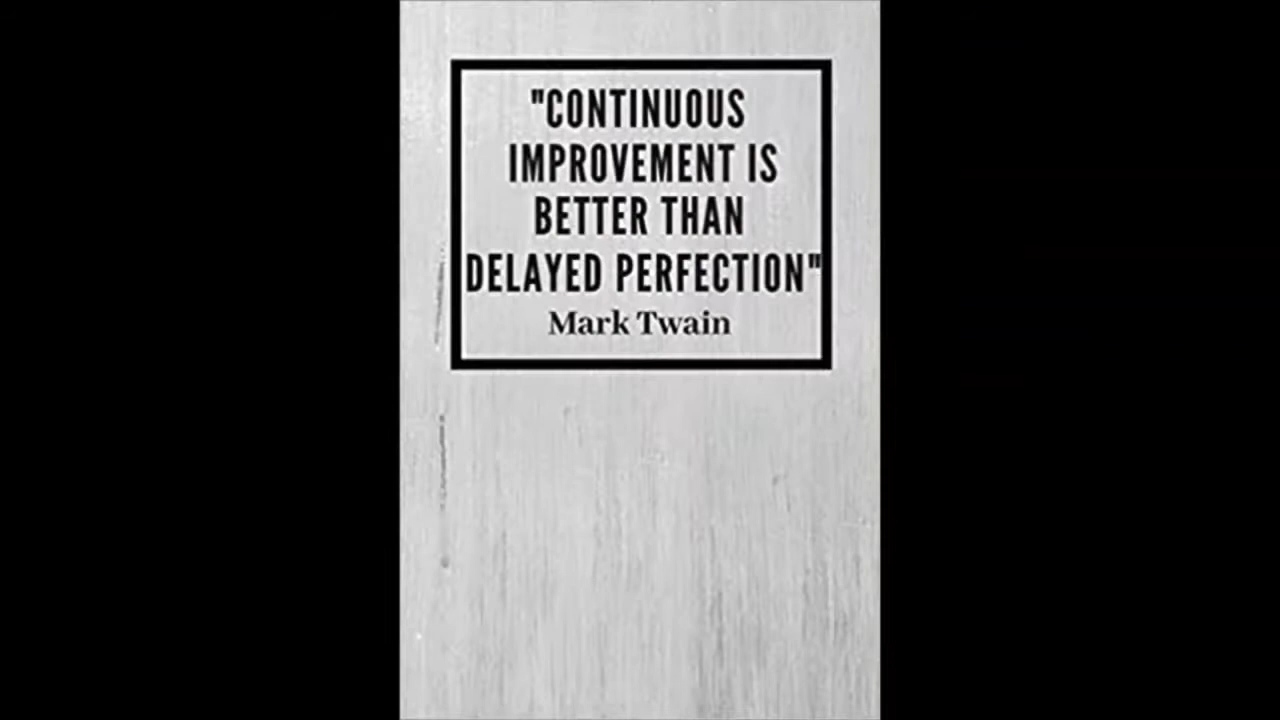 "CONTINUOUS
IMPROVEMENT IS
BETTER THAN
DELAYED PERFECTION"
Mark Twain